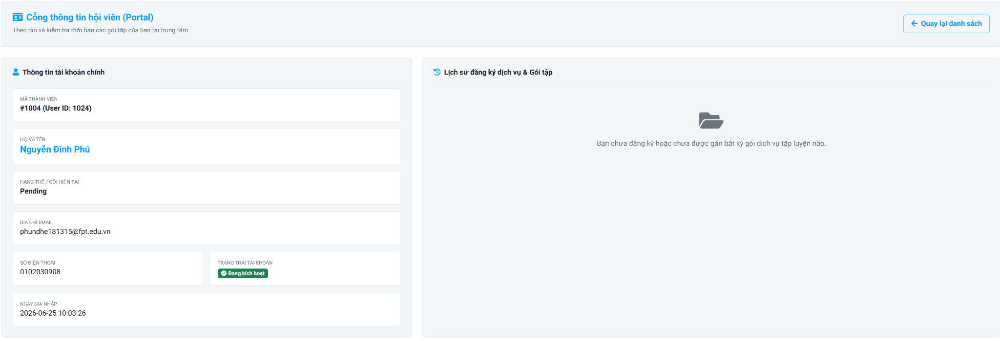 Cổng thông tin hội viên (Portal)
Theo dõi và kiểm tra thời hạn các gói tập của bạn tại trung tâm
Quay lại danh sách
Thông tin tài khoản chính
MÃ THÀNH VIÊN
#1004 (User ID: 1024)
HỌ VÀ TÊN
Nguyễn Đình Phú
HẠNG THẺ / GÓI HIỆN TẠI
Pending
ĐỊA CHỈ EMAIL
phundhe181315@fpt.edu.vn
SỐ ĐIỆN THOẠI
0102030908
TRẠNG THÁI TÀI KHOẢN
Đang kích hoạt
NGÀY GIA NHẬP
2026-06-25 10:03:26
Lịch sử đăng ký dịch vụ & Gói tập
Bạn chưa đăng ký hoặc chưa được gán bất kỳ gói dịch vụ tập luyện nào.